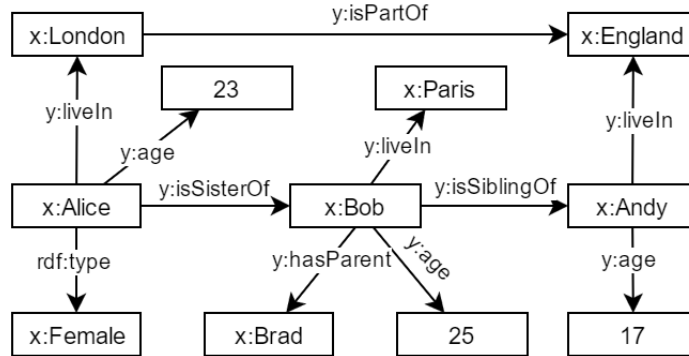 y:isPartOf
x:London
x:England
23
x:Paris
y:liveIn
y:liveIn
y:age
y:liveIn
y:isSisterOf
y:isSiblingOf
x:Alice
x:Bob
x:Andy
rdf:type
y:hasParent
y:age
y:age
x:Female
x:Brad
25
17